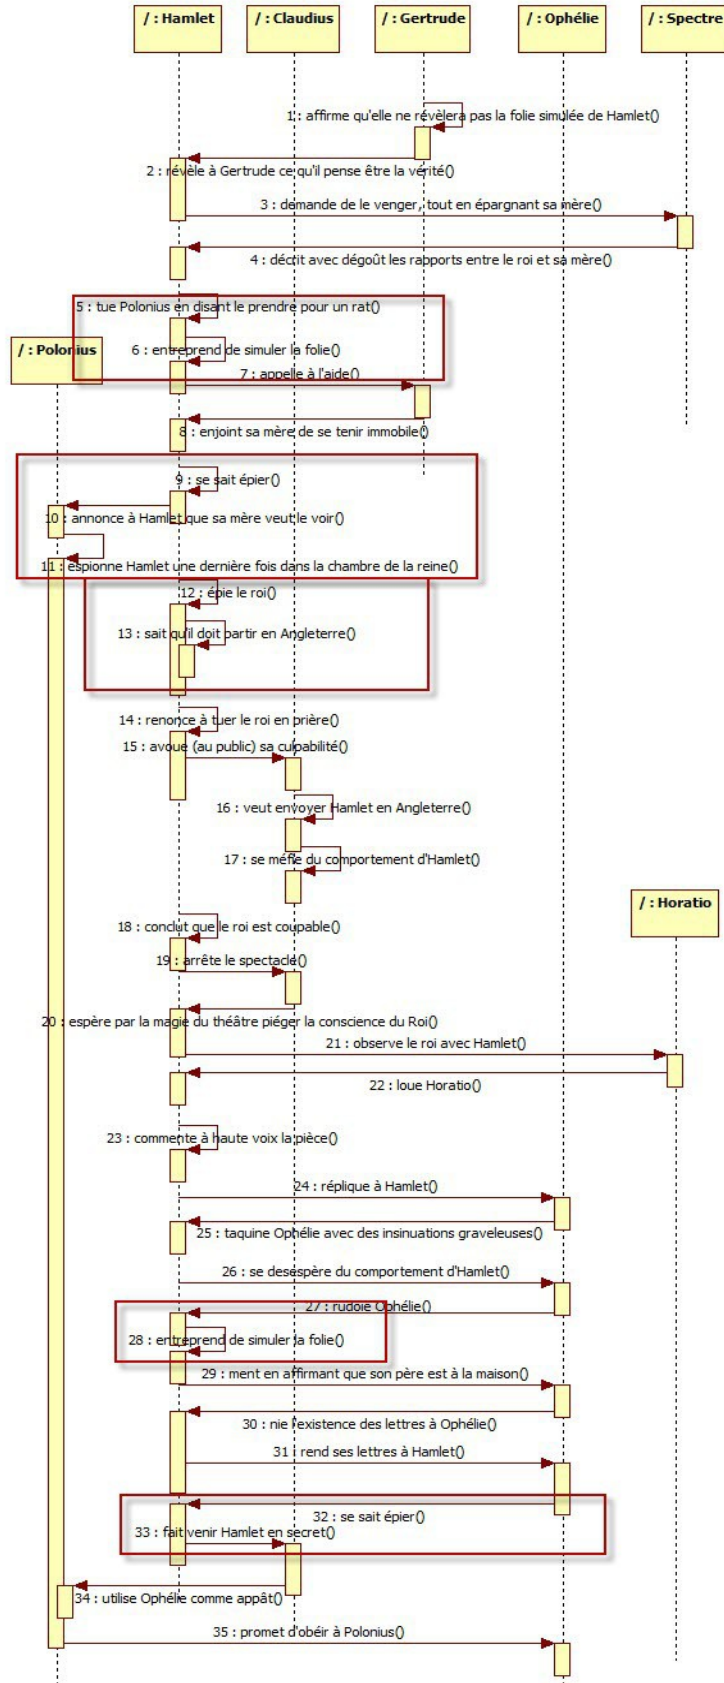 / : Hamlet
/ : Claudius
/ : Gertrude
/ : Ophélie
/ : Spectre
1 : affirme qu'elle ne révèlera pas la folie simulée de Hamlet()
2 : révèle à Gertrude ce qu'il pense être la vérité()
3 : demande de le venger, tout en épargnant sa mère()
4 : décrit avec dégoût les rapports entre le roi et sa mère()
5 : tue Polonius en disant le prendre pour un rat()
/ : Polonius
6 : entreprend de simuler la folie()
7 : appelle à l'aide()
8 : enjoint sa mère de se tenir immobile()
9 : se sait épier()
10 : annonce à Hamlet que sa mère veut le voir()
11 : espionne Hamlet une dernière fois dans la chambre de la reine()
12 : épie le roi()
13 : sait qu'il doit partir en Angleterre()
14 : renonce à tuer le roi en prière()
15 : avoue (au public) sa culpabilité()
16 : veut envoyer Hamlet en Angleterre()
17 : se méfie du comportement d'Hamlet()
/ : Horatio
18 : conclut que le roi est coupable()
19 : arrête le spectacle()
20 : espère par la magie du théâtre piéger la conscience du Roi()
21 : observe le roi avec Hamlet()
22 : loue Horatio()
23 : commente à haute voix la pièce()
24 : réplique à Hamlet()
25 : taquine Ophélie avec des insinuations graveleuses()
26 : se desespère du comportement d'Hamlet()
27 : rudoie Ophélie()
28 : entreprend de simuler la folie()
29 : ment en affirmant que son père est à la maison()
30 : nie l'existence des lettres à Ophélie()
31 : rend ses lettres à Hamlet()
32 : se sait épier()
33 : fait venir Hamlet en secret()
34 : utilise Ophélie comme appât()
35 : promet d'obéir à Polonius()